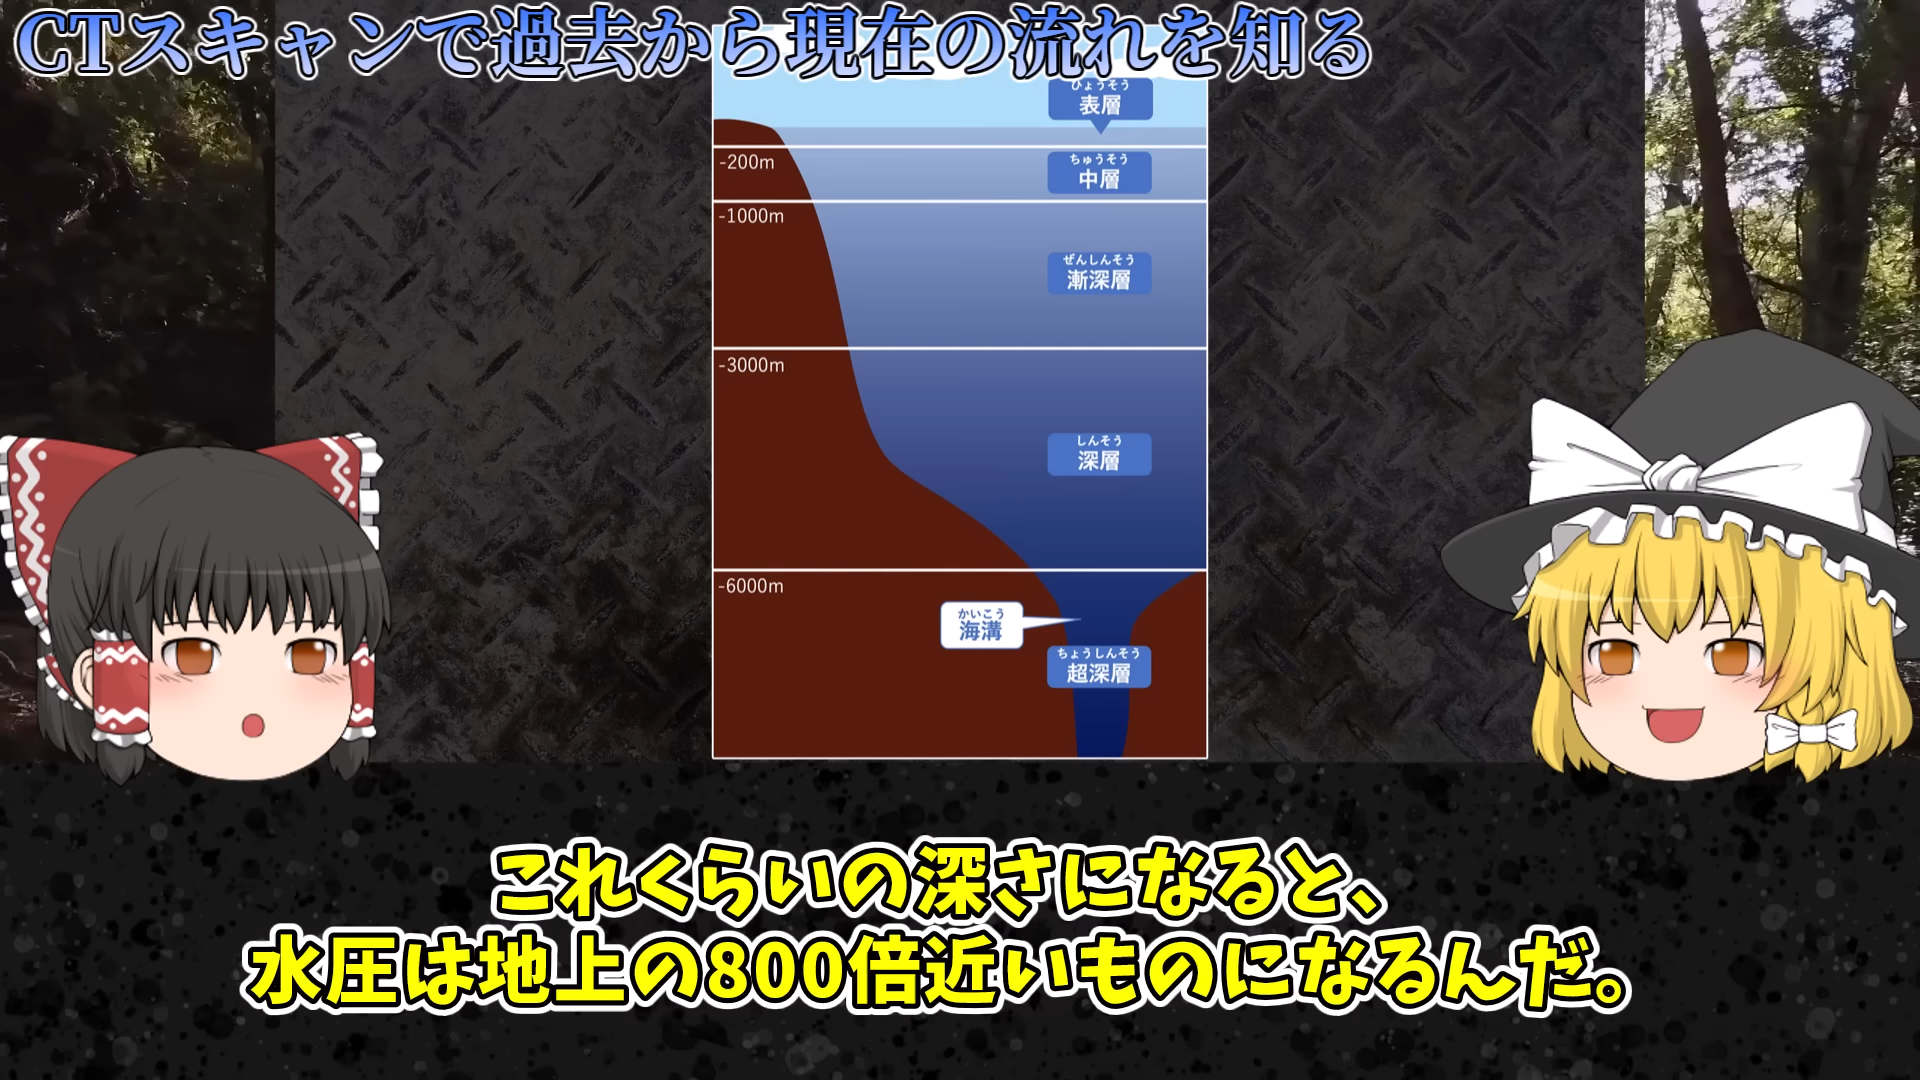 CTスキャンで過去から現在の流れを知る
ひょうそう
表層
-200m
ちゅうそう
中層
-1000m
ぜんしんそう
漸深層
-3000m
しんそう
深層
-6000m
かいこう
海溝
ちょうしんそう
超深層
これくらいの深さになると、
水圧は地上の800倍近いものになるんだ。